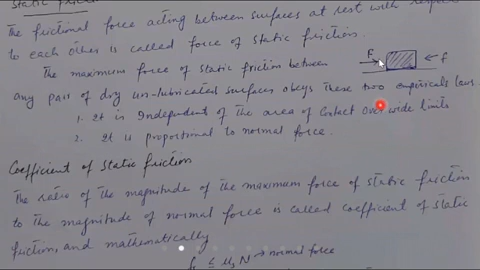 Static friction
The frictional force acting between surfaces at rest with respect
to each other is called force of static friction.
F
f
The maximum force of static friction between
any pair of dry un-lubricated surfaces obeys these two empirical laws
1. It is Independent of the area of Contact over wide limits
2. It is proportional to normal force.
Coefficient of Static friction
The ratio of the magnitude of the maximum force of static friction
to the magnitude of normal force is called coefficient of static
friction, and mathematically
≤ μs N → normal force